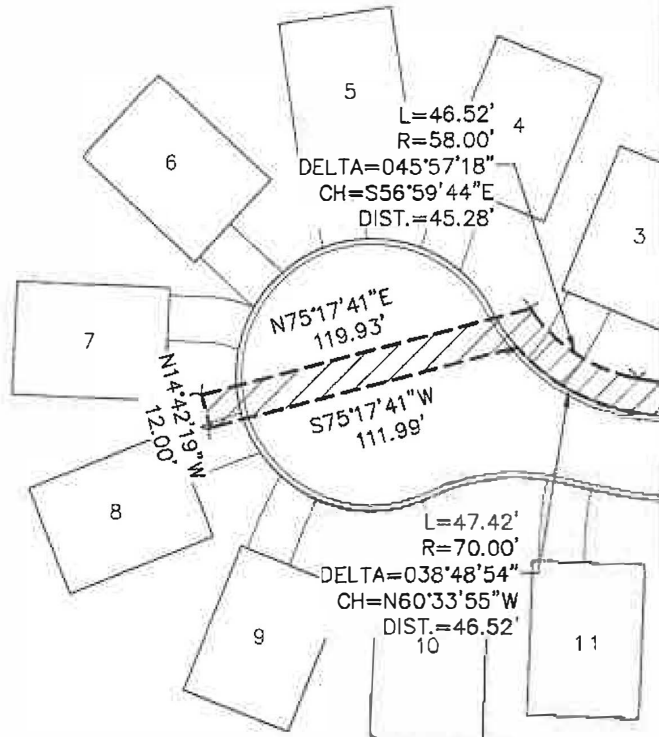 5
L=46.52'
R=58.00'
DELTA=045°57'18"
CH=S56°59'44"E
DIST.=45.28'
4
6
3
7
N75°17'41"E
119.93'
S75°17'41"W
111.99'
N14°42'19"W
12.00'
8
L=47.42'
R=70.00'
DELTA=038°48'54"
CH=N60°33'55"W
DIST.=46.52'
9
10
11